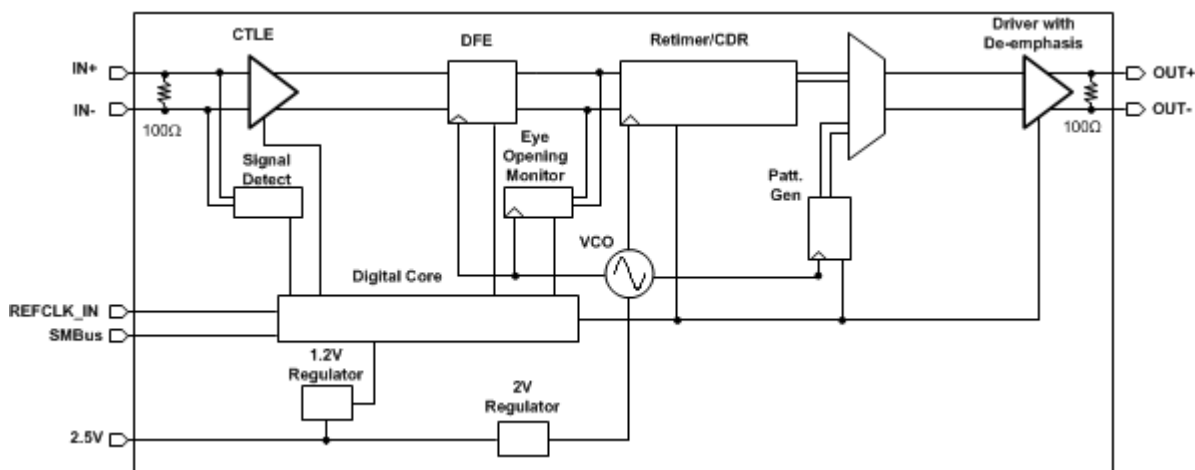 CTLE
DFE
Retimer/CDR
Driver with
De-emphasis
IN+
IN-
100Ω
OUT+
OUT-
100Ω
Signal
Detect
Eye
Opening
Monitor
Patt.
Gen
VCO
Digital Core
REFCLK_IN
SMBus
1.2V
Regulator
2V
Regulator
2.5V